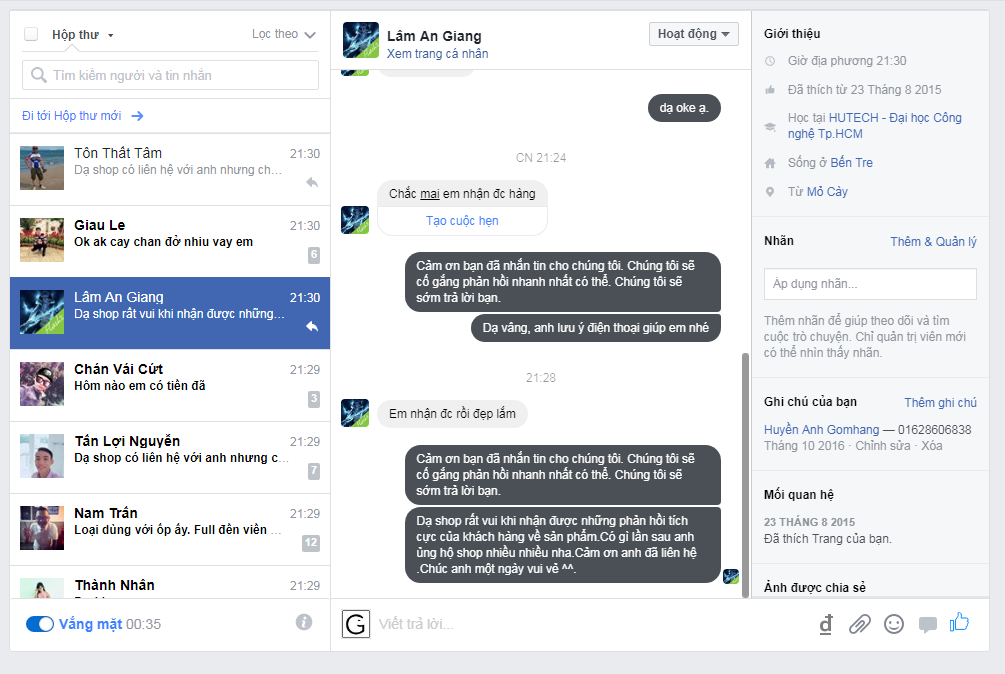 Hộp thư
Lọc theo
Tìm kiếm người và tin nhắn
Đi tới Hộp thư mới
Tôn Thất Tâm
21:30
Dạ shop có liên hệ với anh nhưng ch...
Giau Le
21:30
Ok ak cay chan đở nhiu vay em
6
Lâm An Giang
21:30
Dạ shop rất vui khi nhận được những...
Chán Vái Cứt
21:29
Hôm nào em có tiền đã
3
Tấn Lợi Nguyễn
21:29
Dạ shop có liên hệ với anh nhưng c...
7
Nam Trần
21:29
Loại dùng với ốp ấy. Full đền viên ...
12
Thành Nhân
21:29
Vắng mặt 00:35
Lâm An Giang
Xem trang cá nhân
Hoạt động
dạ oke ạ.
CN 21:24
Chắc mai em nhận đc hàng
Tạo cuộc hẹn
Cảm ơn bạn đã nhắn tin cho chúng tôi. Chúng tôi sẽ
cố gắng phản hồi nhanh nhất có thể. Chúng tôi sẽ
sớm trả lời bạn.
Dạ vâng, anh lưu ý điện thoại giúp em nhé
21:28
Em nhận đc rồi đẹp lắm
Cảm ơn bạn đã nhắn tin cho chúng tôi. Chúng tôi sẽ
cố gắng phản hồi nhanh nhất có thể. Chúng tôi sẽ
sớm trả lời bạn.
Dạ shop rất vui khi nhận được những phản hồi tích
cực của khách hàng về sản phẩm.Có gì lần sau anh
ủng hộ shop nhiều nhiều nha.Cảm ơn anh đã liên hệ
.Chúc anh một ngày vui vẻ ^^.
G
Viết trả lời...
đ
Giới thiệu
Giờ địa phương 21:30
Đã thích từ 23 Tháng 8 2015
Học tại HUTECH - Đại học Công
nghệ Tp.HCM
Sống ở Bến Tre
Từ Mỏ Cày
Nhãn
Thêm & Quản lý
Áp dụng nhãn...
Thêm nhãn để giúp theo dõi và tìm
cuộc trò chuyện. Chỉ quản trị viên mới
có thể nhìn thấy nhãn.
Ghi chú của bạn
Thêm ghi chú
Huyền Anh Gomhang — 01628606838
Tháng 10 2016 · Chỉnh sửa · Xóa
Mối quan hệ
23 THÁNG 8 2015
Đã thích Trang của bạn.
Ảnh được chia sẻ